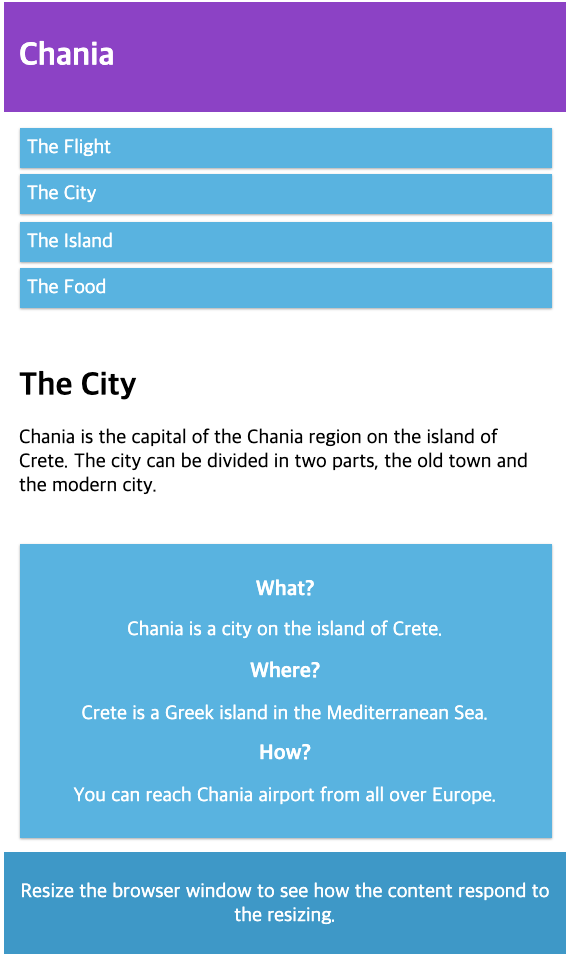 Chania
The Flight
The City
The Island
The Food
The City
Chania is the capital of the Chania region on the island of
Crete. The city can be divided in two parts, the old town and
the modern city.
What?
Chania is a city on the island of Crete.
Where?
Crete is a Greek island in the Mediterranean Sea.
How?
You can reach Chania airport from all over Europe.
Resize the browser window to see how the content respond to
the resizing.